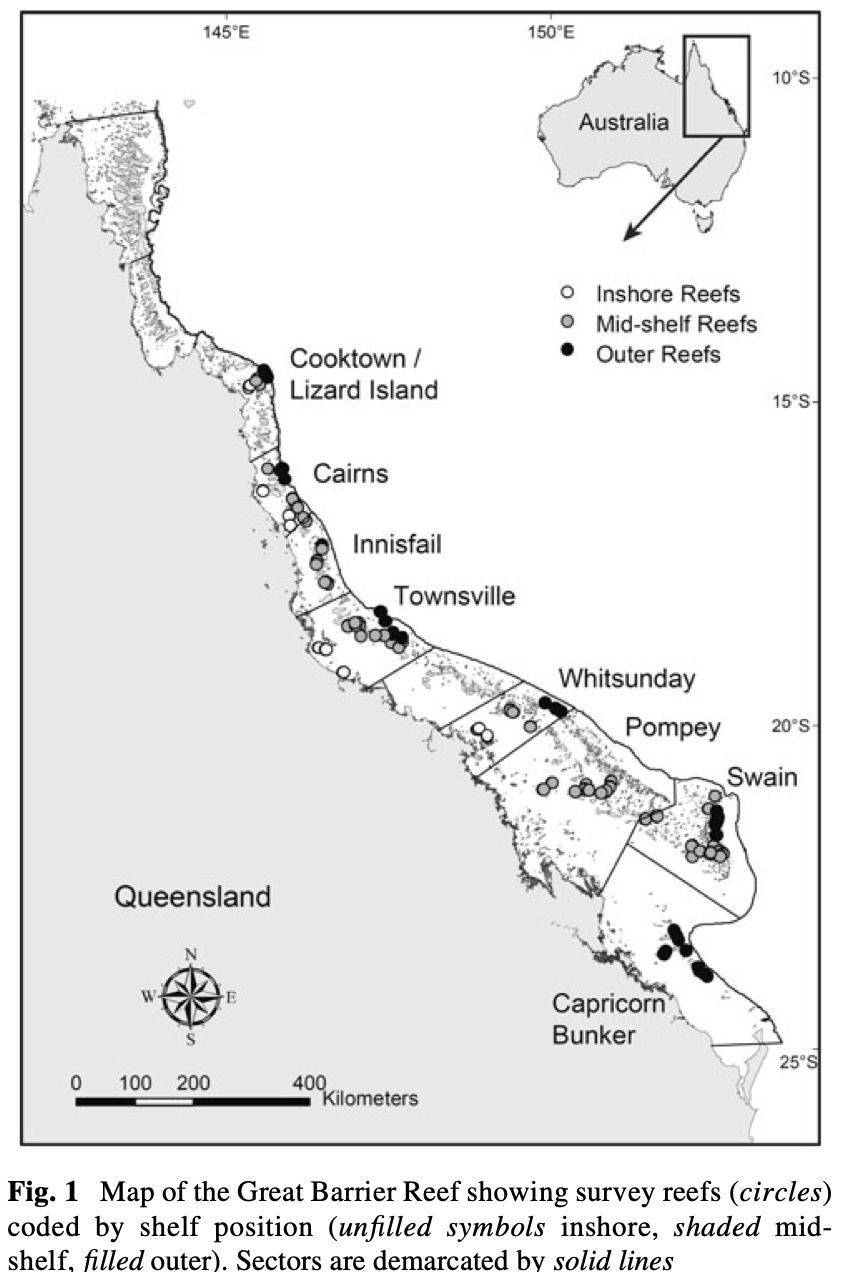 145°E
150°E
10°S
Australia
Inshore Reefs
Mid-shelf Reefs
Outer Reefs
Cooktown /
Lizard Island
15°S
Cairns
Innisfail
Townsville
Whitsunday
20°S
Pompey
Swain
Queensland
N
W
E
S
Capricorn
Bunker
25°S
0 100 200 400
Kilometers
Fig. 1 Map of the Great Barrier Reef showing survey reefs (circles)
coded by shelf position (unfilled symbols inshore, shaded mid-
shelf, filled outer). Sectors are demarcated by solid lines